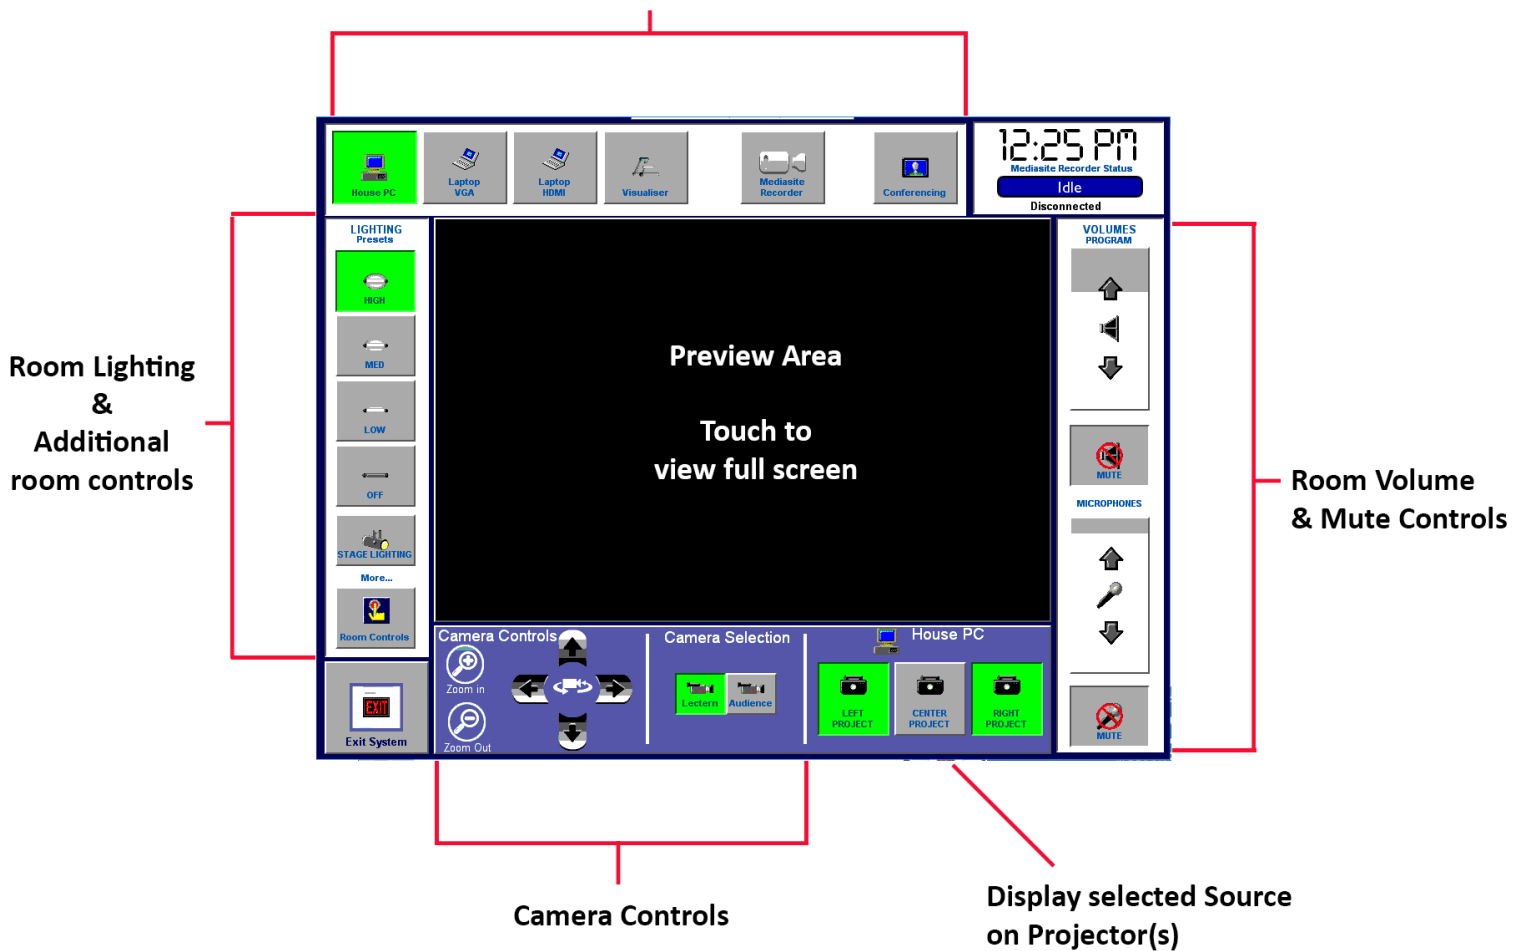 House PC
Laptop
VGA
Laptop
HDMI
Visualiser
Mediasite
Recorder
Conferencing
12:25 PM
Mediasite Recorder Status
Idle
Disconnected
LIGHTING
Presets
HIGH
MED
LOW
OFF
STAGE LIGHTING
More...
Room Controls
EXIT
Exit System
Room Lighting
&
Additional
room controls
Preview Area
Touch to
view full screen
VOLUMES
PROGRAM
MUTE
MICROPHONES
MUTE
Room Volume
& Mute Controls
Camera Controls
Zoom in
Zoom Out
Camera Selection
Lectern
Audience
House PC
LEFT
PROJECT
CENTER
PROJECT
RIGHT
PROJECT
Camera Controls
Display selected Source
on Projector(s)